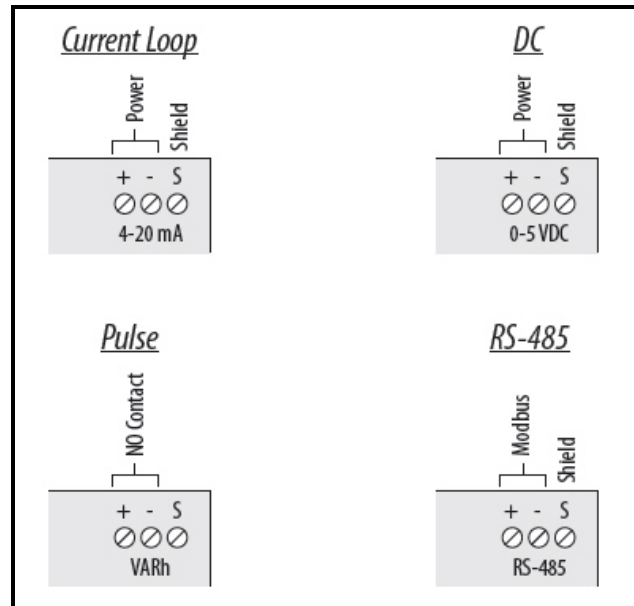 Current Loop
Power
Shield
+ - S
4-20 mA
DC
Power
Shield
+ - S
0-5 VDC
Pulse
NO Contact
+ - S
VARh
RS-485
Modbus
Shield
+ - S
RS-485